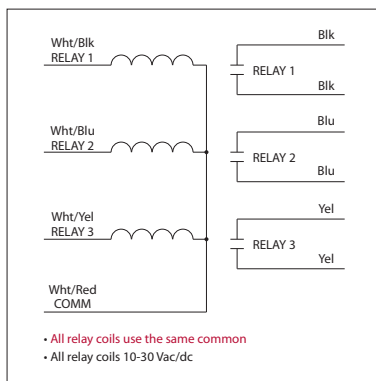 Wht/Blk
RELAY 1
Blk
RELAY 1
Blk
Wht/Blu
RELAY 2
Blu
RELAY 2
Blu
Wht/Yel
RELAY 3
Yel
RELAY 3
Yel
Wht/Red
COMM
• All relay coils use the same common
• All relay coils 10-30 Vac/dc